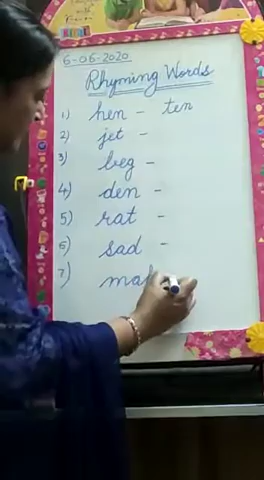 6-06-2020
Rhyming Words
1) hen - ten
2) jet -
3) beg -
4) den -
5) rat -
6) sad -
7)